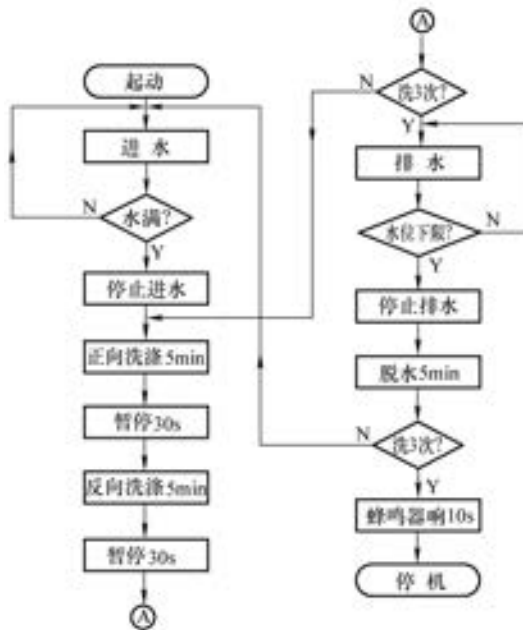 起动
进 水
N
水满?
Y
停止进水
正向洗涤5min
暂停30s
反向洗涤5min
暂停30s
A
A
N
洗3次?
Y
排 水
N
水位下限?
Y
停止排水
脱水5min
N
洗3次?
Y
蜂鸣器响10s
停 机